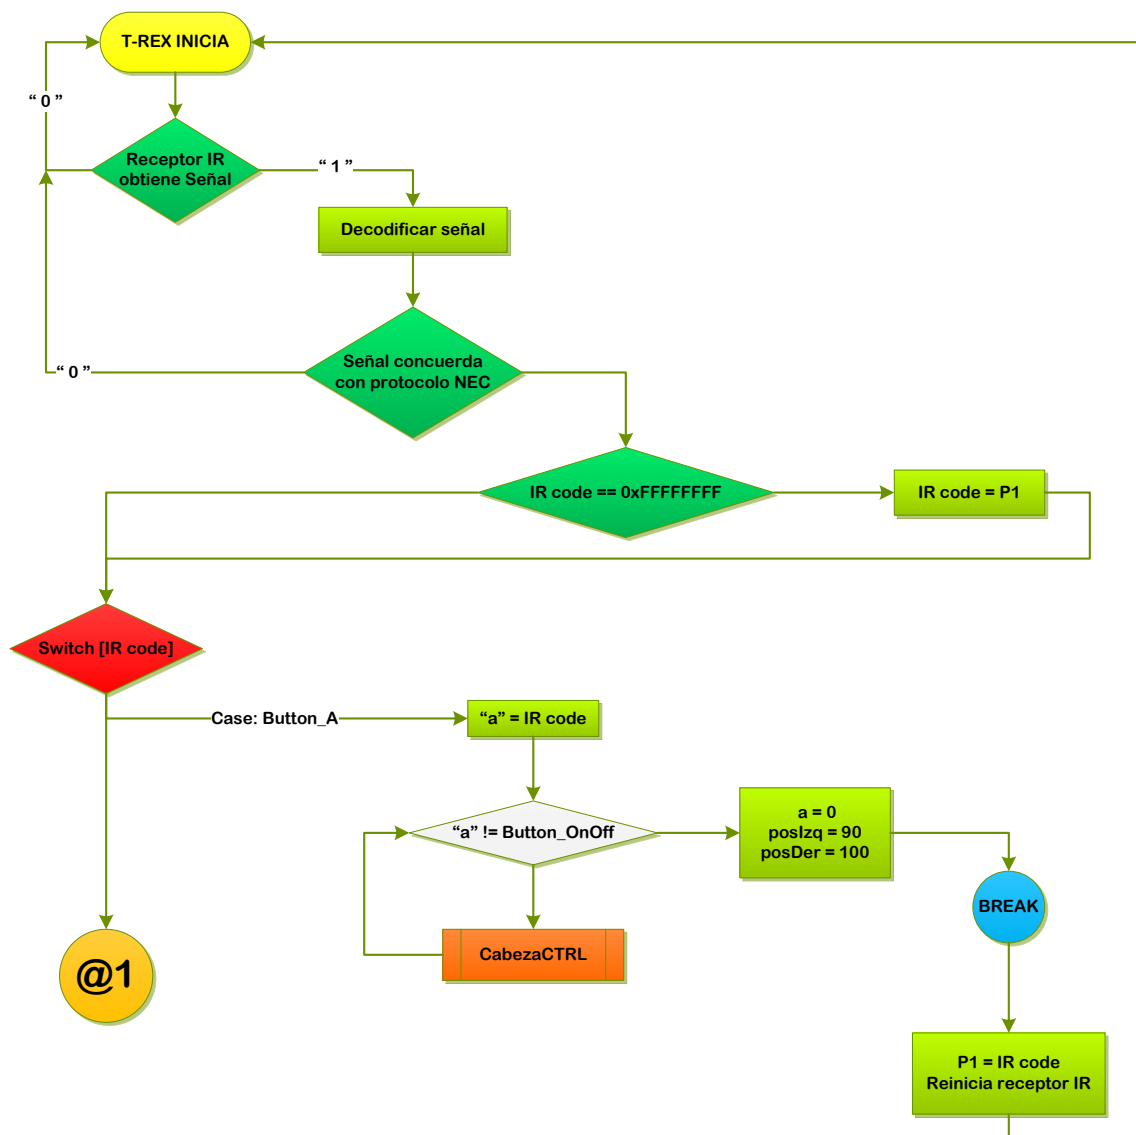 T-REX INICIA
“ 0 ”
Receptor IR
obtiene Señal
“ 1 ”
Decodificar señal
Señal concuerda
con protocolo NEC
“ 0 ”
IR code == 0xFFFFFFFF
IR code = P1
Switch [IR code]
Case: Button_A
“a” = IR code
“a” != Button_OnOff
a = 0
posIzq = 90
posDer = 100
BREAK
CabezaCTRL
@1
P1 = IR code
Reinicia receptor IR